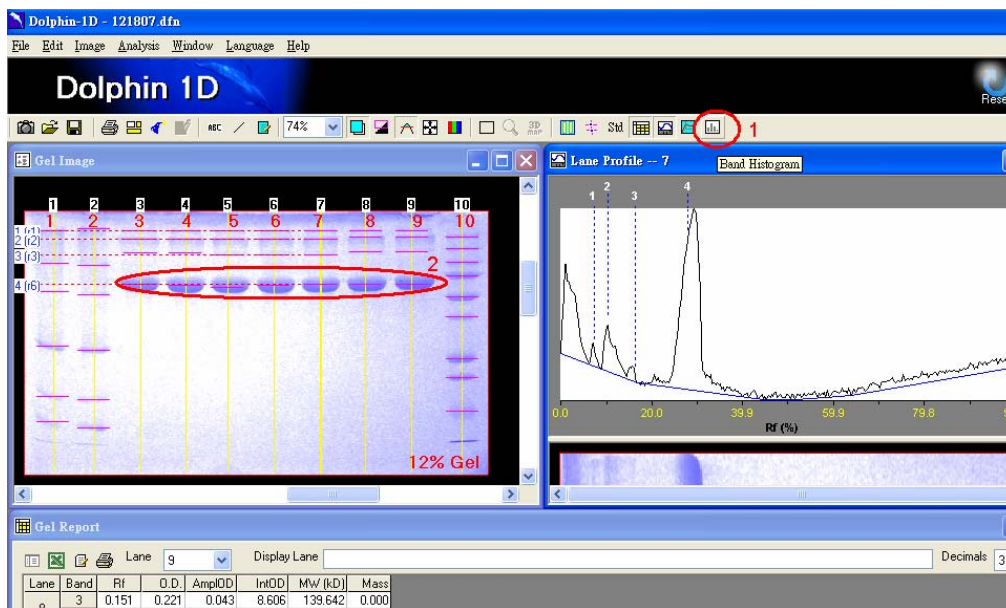 Dolphin-1D - 121807.dfn
File Edit Image Analysis Window Language Help
Dolphin 1D
Rese
ABC 74% 3D map Std 1
Gel Image
Lane Profile -- 7
Band Histogram
1 2 3 4 5 6 7 8 9 10
1 2 3 4 5 6 7 8 9 10
1 (r1)
2 (r2)
3 (r3)
4 (r6)
2
12% Gel
1 2 3 4
0.0 20.0 39.9 59.9 79.8
Rf (%)
Gel Report
Lane 9 Display Lane Decimals 3
Lane Band Rf O.D. AmplOD IntOD MW (kD) Mass
3 0.151 0.221 0.043 8.606 139.642 0.000